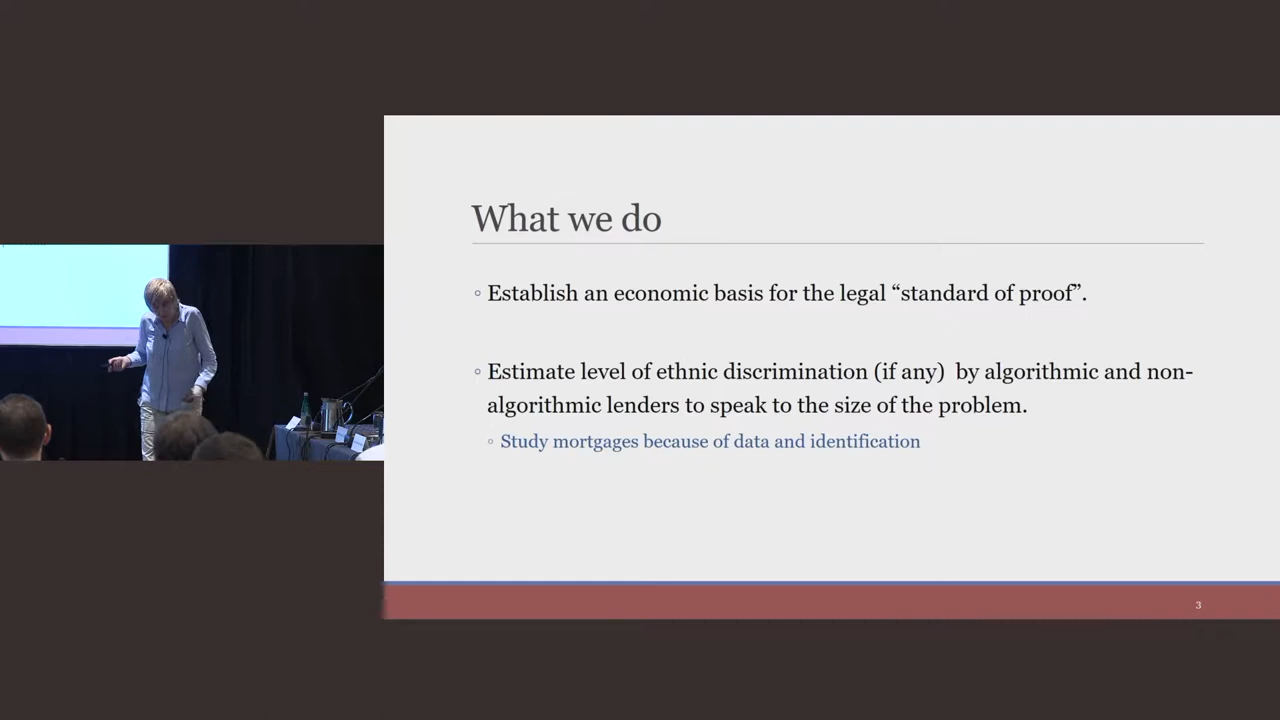 What we do
◦ Establish an economic basis for the legal “standard of proof”.
◦ Estimate level of ethnic discrimination (if any) by algorithmic and non-
algorithmic lenders to speak to the size of the problem.
◦ Study mortgages because of data and identification
3